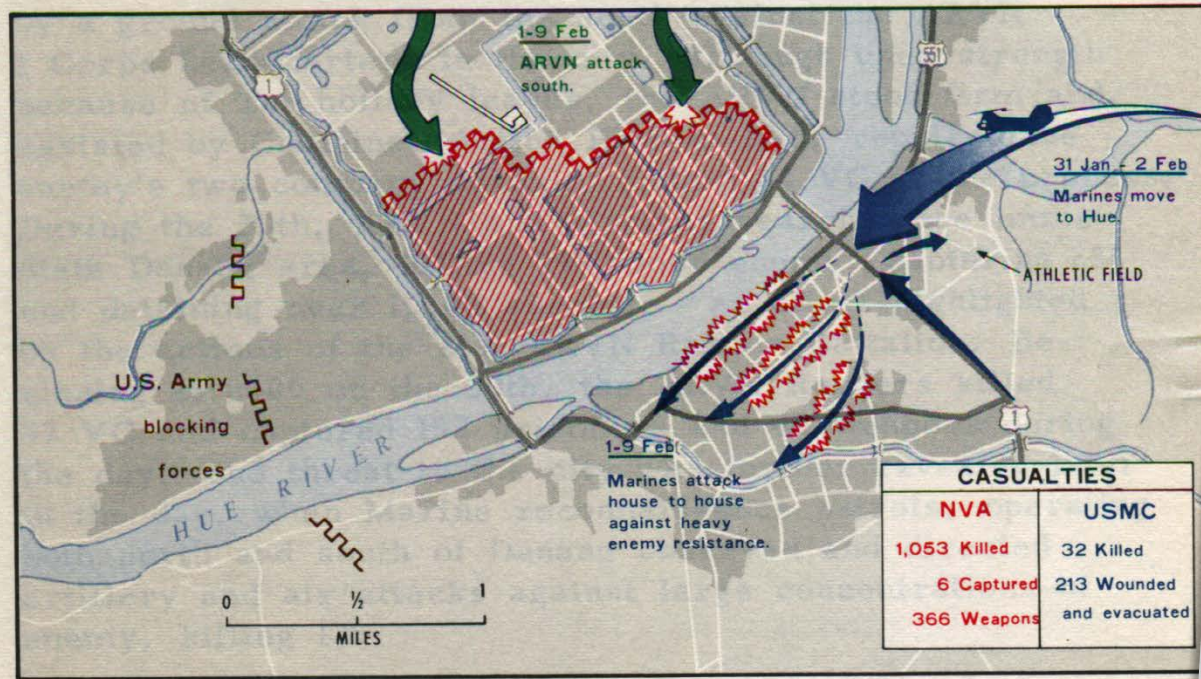 1-9 Feb
ARVN attack
south.
1
551
31 Jan - 2 Feb
Marines move
to Hue.
ATHLETIC FIELD
U.S. Army
blocking
forces
HUE RIVER
1-9 Feb
Marines attack
house to house
against heavy
enemy resistance.
1
0 ½ 1
MILES
CASUALTIES
NVA USMC
1,053 Killed 32 Killed
6 Captured 213 Wounded
366 Weapons and evacuated